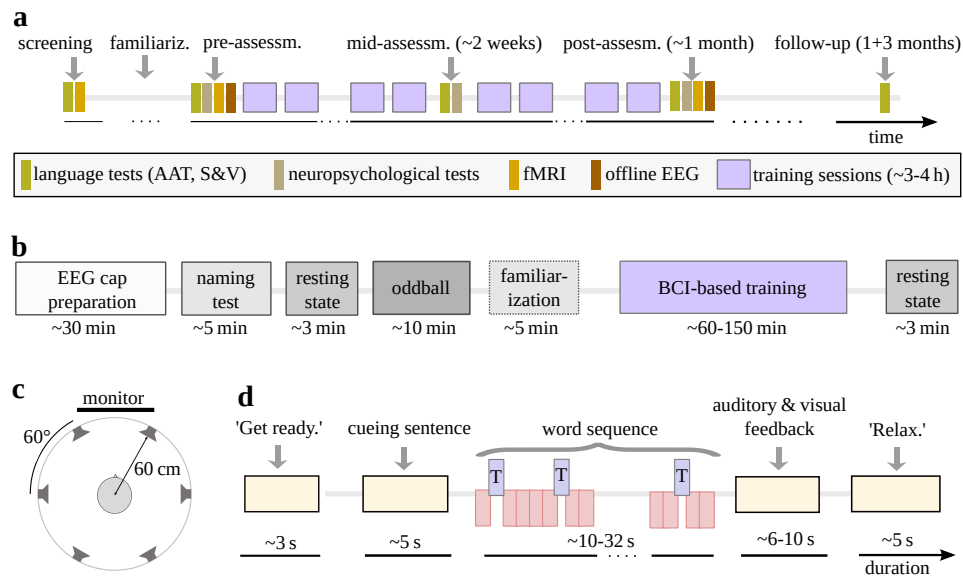 a
screening familiariz. pre-assessm. mid-assessm. (~2 weeks) post-assesm. (~1 month) follow-up (1+3 months)
time
language tests (AAT, S&V) neuropsychological tests fMRI offline EEG training sessions (~3-4 h)
b
EEG cap preparation
~30 min
naming test
~5 min
resting state
~3 min
oddball
~10 min
familiar-ization
~5 min
BCI-based training
~60-150 min
resting state
~3 min
c
monitor
60°
60 cm
d
'Get ready.'
cueing sentence
word sequence
auditory & visual
feedback
'Relax.'
T T T
~3 s ~5 s ~10-32 s ~6-10 s ~5 s
duration